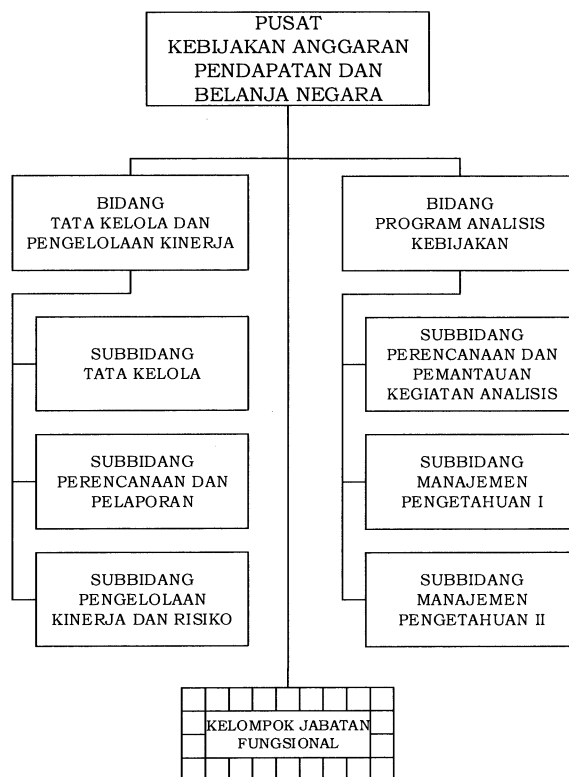 PUSAT
KEBIJAKAN ANGGARAN
PENDAPATAN DAN
BELANJA NEGARA
BIDANG
TATA KELOLA DAN
PENGELOLAAN KINERJA
SUBBIDANG
TATA KELOLA
SUBBIDANG
PERENCANAAN DAN
PELAPORAN
SUBBIDANG
PENGELOLAAN
KINERJA DAN RISIKO
BIDANG
PROGRAM ANALISIS
KEBIJAKAN
SUBBIDANG
PERENCANAAN DAN
PEMANTAUAN
KEGIATAN ANALISIS
SUBBIDANG
MANAJEMEN
PENGETAHUAN I
SUBBIDANG
MANAJEMEN
PENGETAHUAN II
KELOMPOK JABATAN
FUNGSIONAL